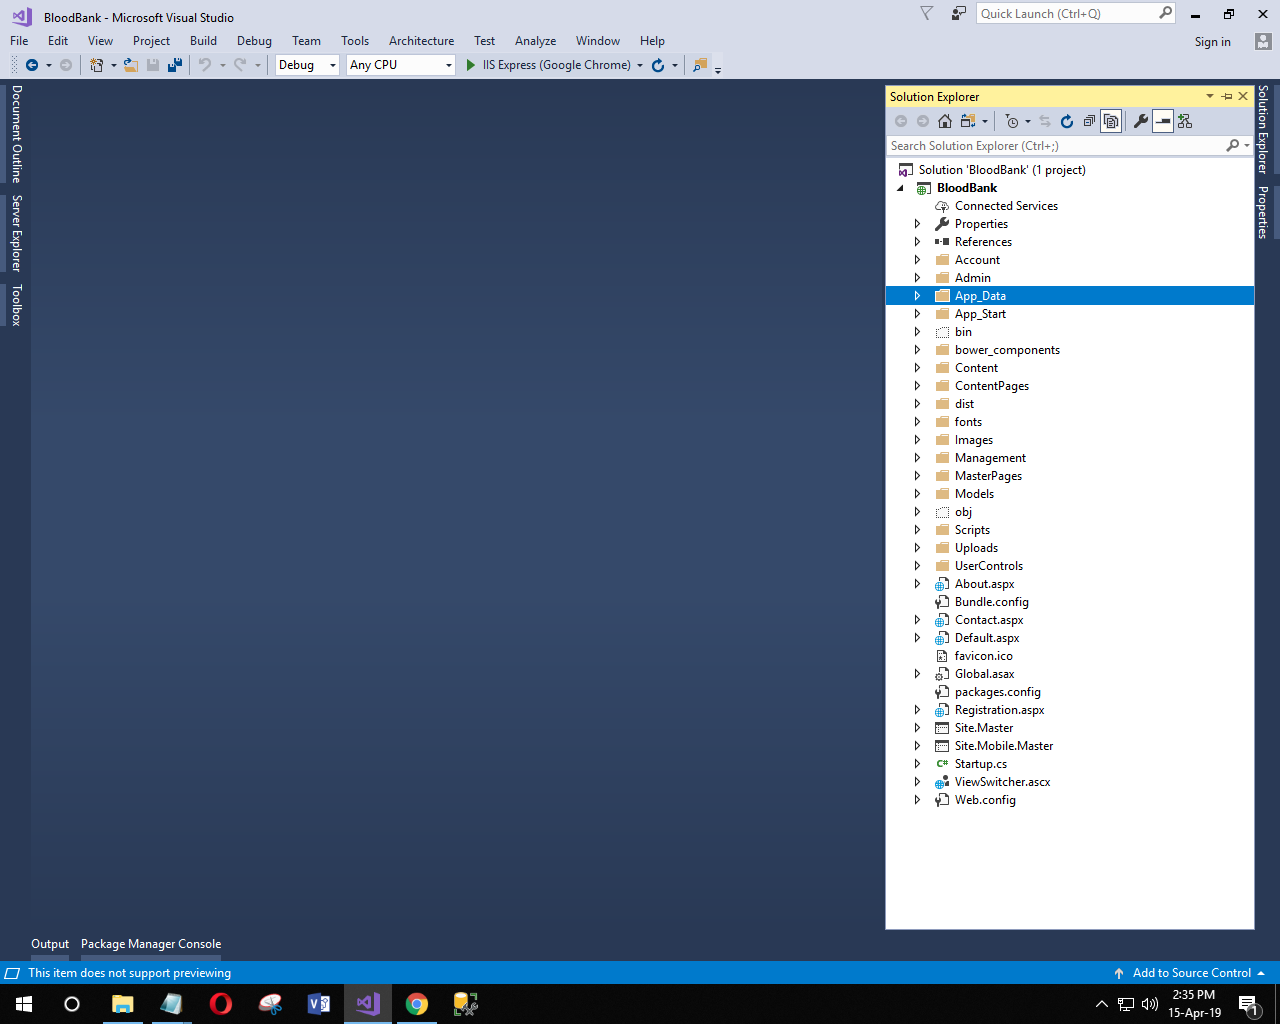 BloodBank - Microsoft Visual Studio
Quick Launch (Ctrl+Q)
File Edit View Project Build Debug Team Tools Architecture Test Analyze Window Help
Sign in
Debug Any CPU IIS Express (Google Chrome)
Document Outline
Server Explorer
Toolbox
Solution Explorer
Search Solution Explorer (Ctrl+;)
Solution 'BloodBank' (1 project)
BloodBank
Connected Services
Properties
References
Account
Admin
App_Data
App_Start
bin
bower_components
Content
ContentPages
dist
fonts
Images
Management
MasterPages
Models
obj
Scripts
Uploads
UserControls
About.aspx
Bundle.config
Contact.aspx
Default.aspx
favicon.ico
Global.asax
packages.config
Registration.aspx
Site.Master
Site.Mobile.Master
C# Startup.cs
ViewSwitcher.ascx
Web.config
Solution Explorer
Properties
Output Package Manager Console
This item does not support previewing
Add to Source Control
2:35 PM
15-Apr-19
1